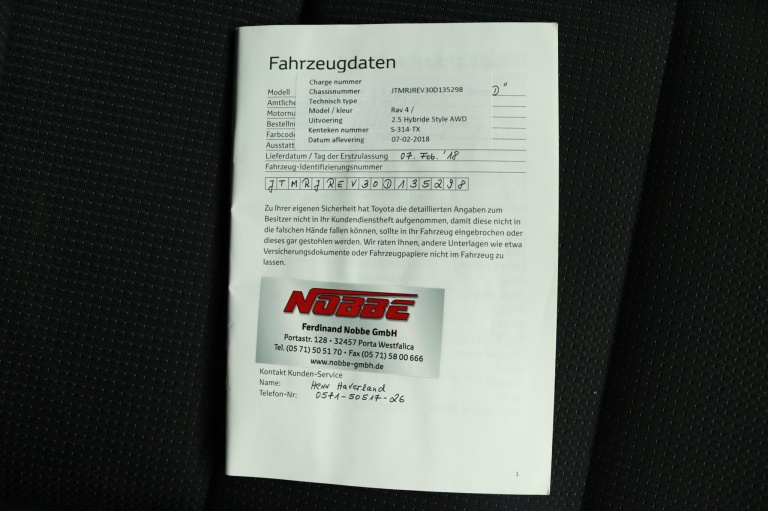 Fahrzeugdaten
Charge nummer
Modell Chassisnummer JTMRJREV30D135298 D"
Amtliche Technisch type
Motornu Model / kleur Rav 4 /
Bestelln Uitvoering 2.5 Hybride Style AWD
Farbcode Kenteken nummer S-314-TX
Ausstatt Datum aflevering 07-02-2018
Lieferdatum / Tag der Erstzulassung 07. Feb. '18
Fahrzeug-Identifizierungsnummer
JTMRJREV30D135298
Zu Ihrer eigenen Sicherheit hat Toyota die detaillierten Angaben zum
Besitzer nicht in Ihr Kundendienstheft aufgenommen, damit diese nicht in
die falschen Hände fallen können, sollte in Ihr Fahrzeug eingebrochen oder
dieses gar gestohlen werden. Wir raten Ihnen, andere Unterlagen wie etwa
Versicherungsdokumente oder Fahrzeugpapiere nicht im Fahrzeug zu
lassen.
NOBBE
Ferdinand Nobbe GmbH
Portastr. 128 • 32457 Porta Westfalica
Tel. (05 71) 50 51 70 • Fax (05 71) 58 00 666
www.nobbe-gmbh.de
Kontakt Kunden-Service
Name: Herr Haverland
Telefon-Nr: 0571-50517-26
1